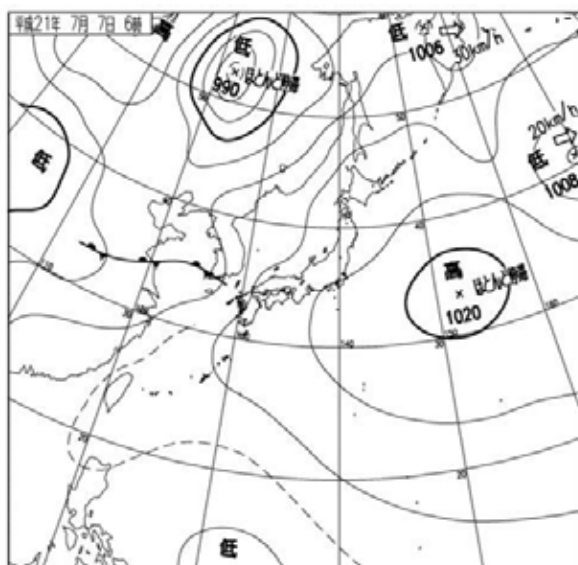 平成21年 7月 7日 6時
高
低
990
ほとんど停滞
低
1006
30km/h
20km/h
低
1008
低
高
ほとんど停滞
1020
低